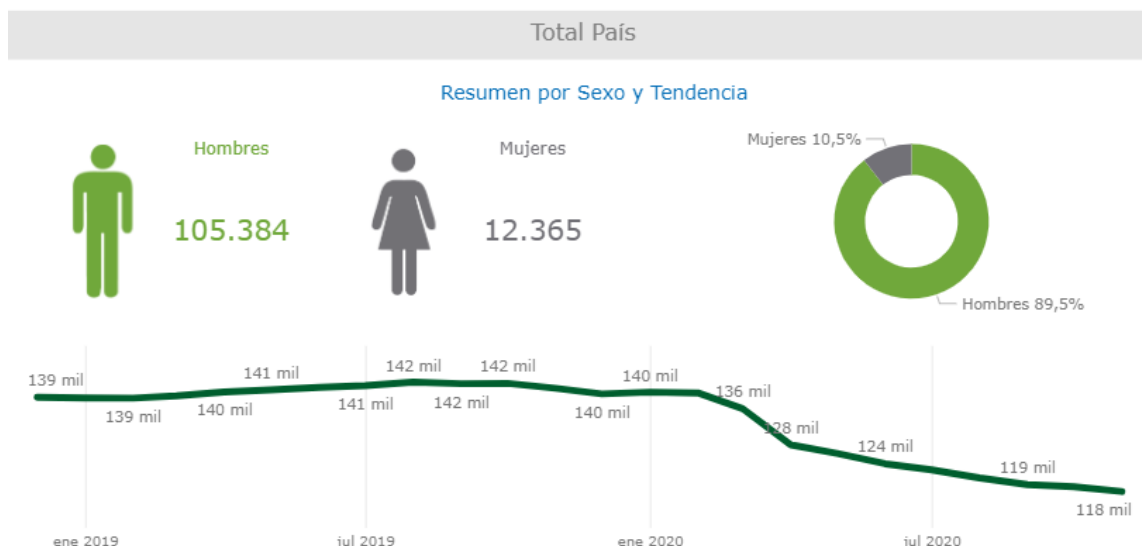 Total País
Resumen por Sexo y Tendencia
Hombres
105.384
Mujeres
12.365
Mujeres 10,5%
Hombres 89,5%
139 mil
139 mil
140 mil
141 mil
141 mil
142 mil
142 mil
142 mil
140 mil
140 mil
136 mil
128 mil
124 mil
119 mil
118 mil
ene 2019
jul 2019
ene 2020
jul 2020